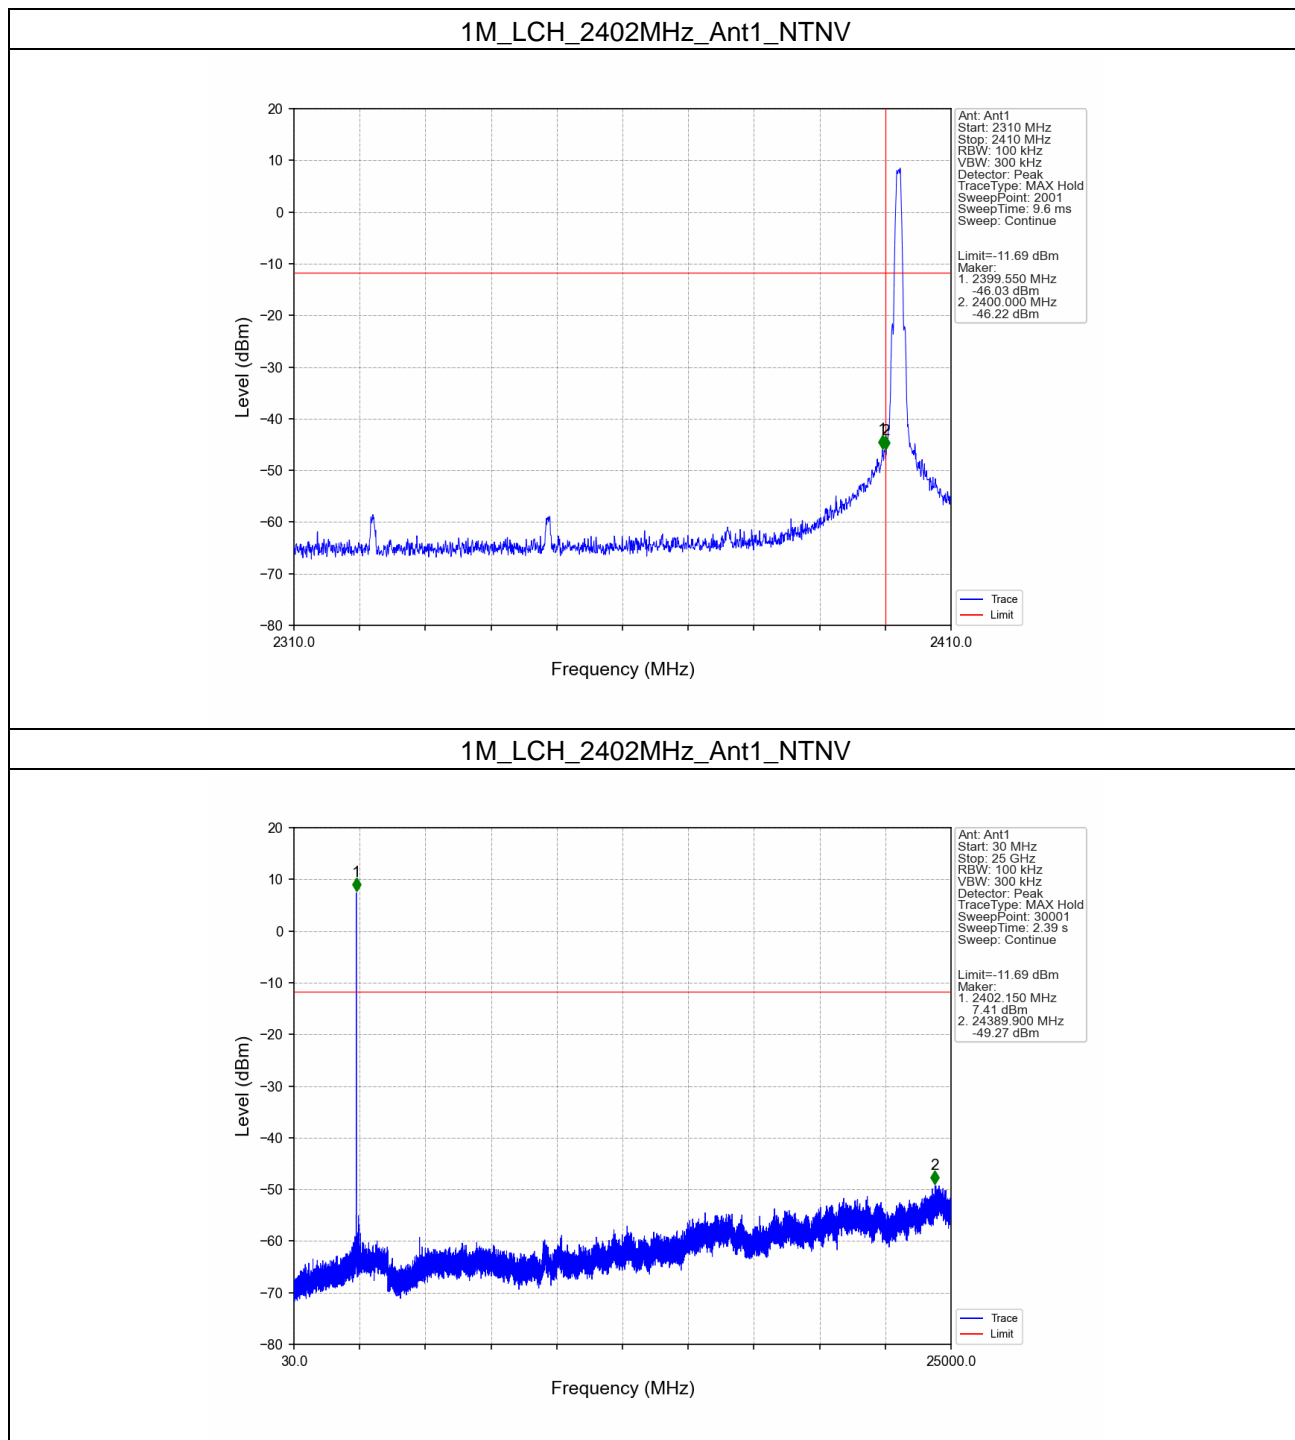 1M_LCH_2402MHz_Ant1_NTNV
20
10
0
−10
−20
−30
−40
−50
−60
−70
−80
Level (dBm)
2310.0
2410.0
Frequency (MHz)
1
2
Ant: Ant1
Start: 2310 MHz
Stop: 2410 MHz
RBW: 100 kHz
VBW: 300 kHz
Detector: Peak
TraceType: MAX Hold
SweepPoint: 2001
SweepTime: 9.6 ms
Sweep: Continue
Limit=-11.69 dBm
Maker:
1. 2399.550 MHz
-46.03 dBm
2. 2400.000 MHz
-46.22 dBm
Trace
Limit
1M_LCH_2402MHz_Ant1_NTNV
20
10
0
−10
−20
−30
−40
−50
−60
−70
−80
Level (dBm)
30.0
25000.0
Frequency (MHz)
1
2
Ant: Ant1
Start: 30 MHz
Stop: 25 GHz
RBW: 100 kHz
VBW: 300 kHz
Detector: Peak
TraceType: MAX Hold
SweepPoint: 30001
SweepTime: 2.39 s
Sweep: Continue
Limit=-11.69 dBm
Maker:
1. 2402.150 MHz
7.41 dBm
2. 24389.900 MHz
-49.27 dBm
Trace
Limit